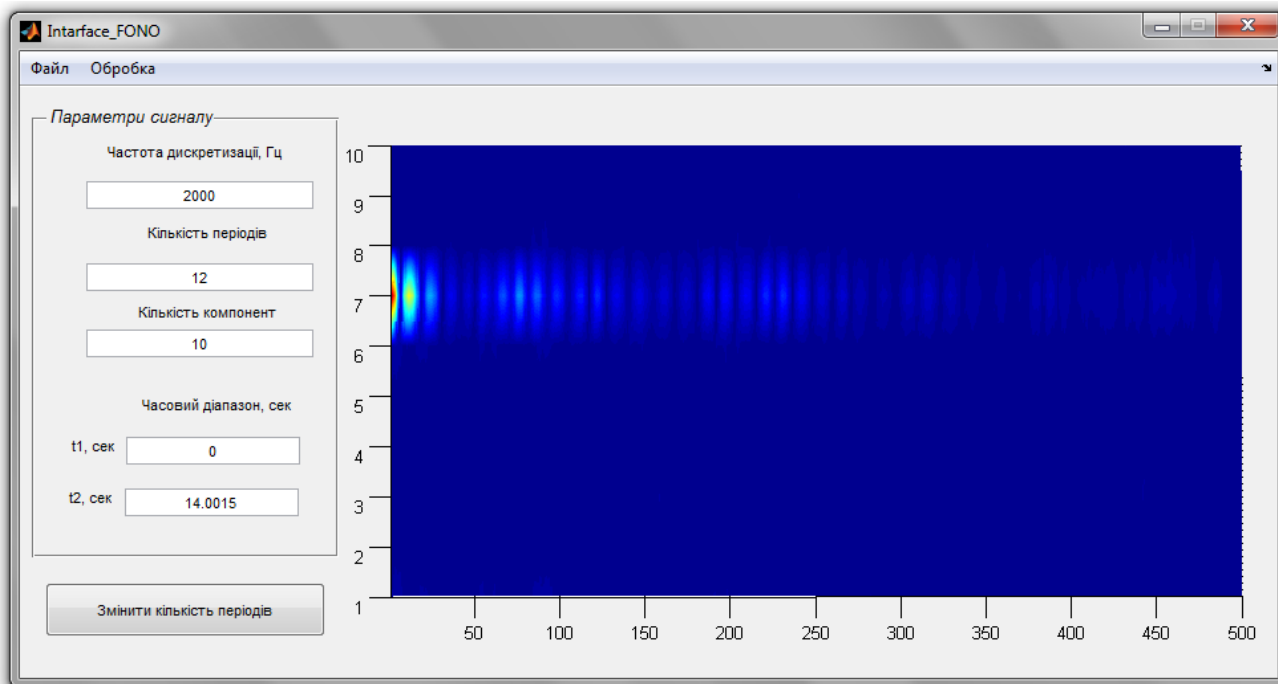 Intarface_FONO
Файл Обробка
Параметри сигналу
Частота дискретизації, Гц
2000
Кількість періодів
12
Кількість компонент
10
Часовий діапазон, сек
t1, сек 0
t2, сек 14.0015
Змінити кількість періодів
10
9
8
7
6
5
4
3
2
1
50 100 150 200 250 300 350 400 450 500